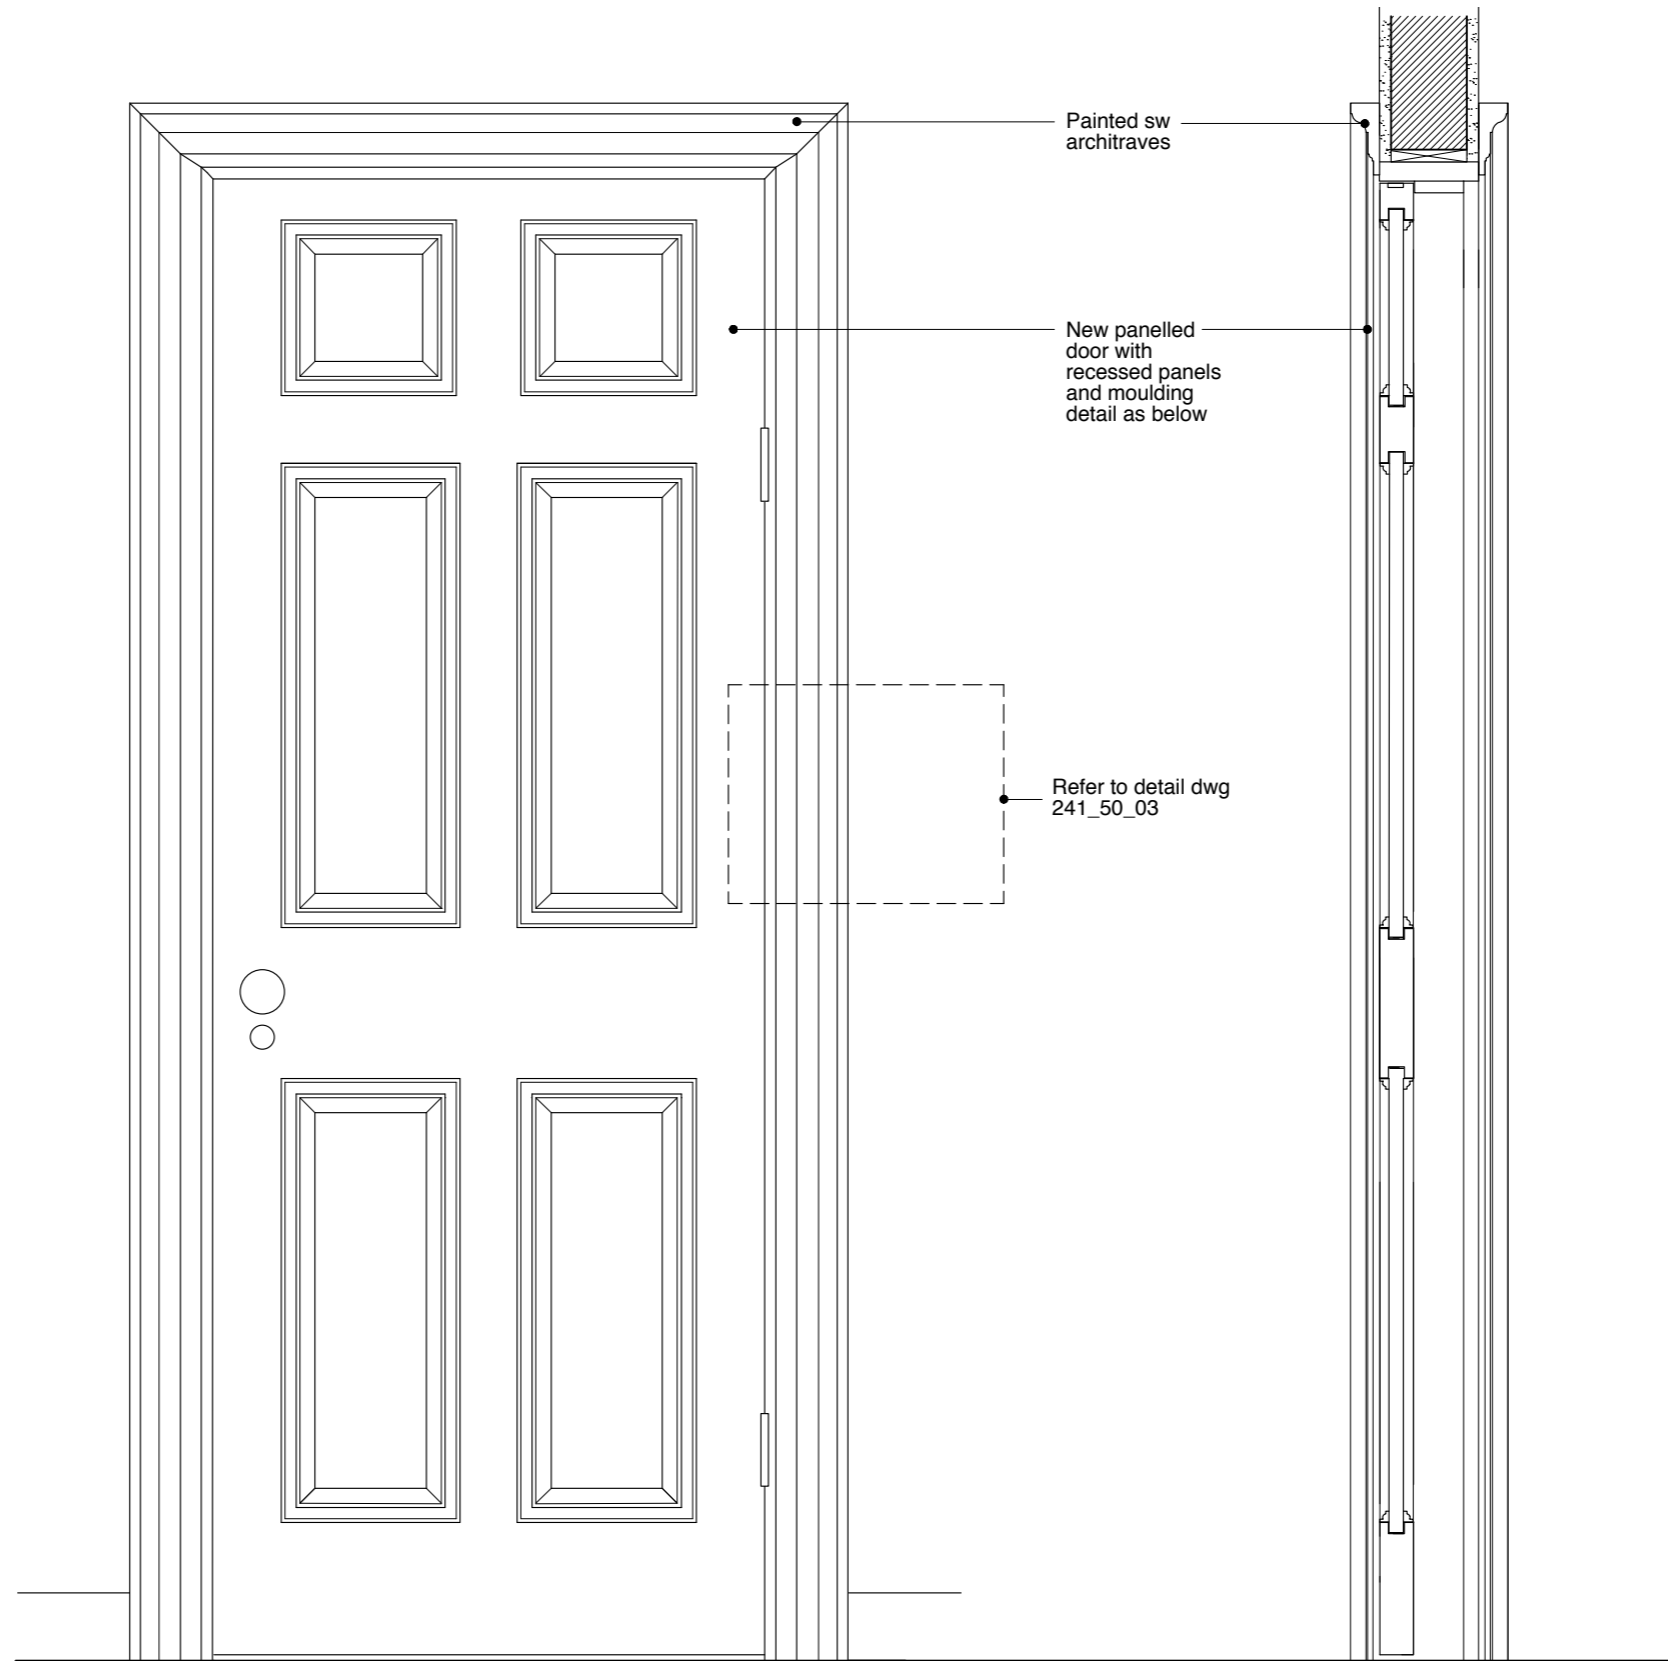 Painted sw
architraves
New panelled
door with
recessed panels
and moulding
detail as below
Refer to detail dwg
241_50_03